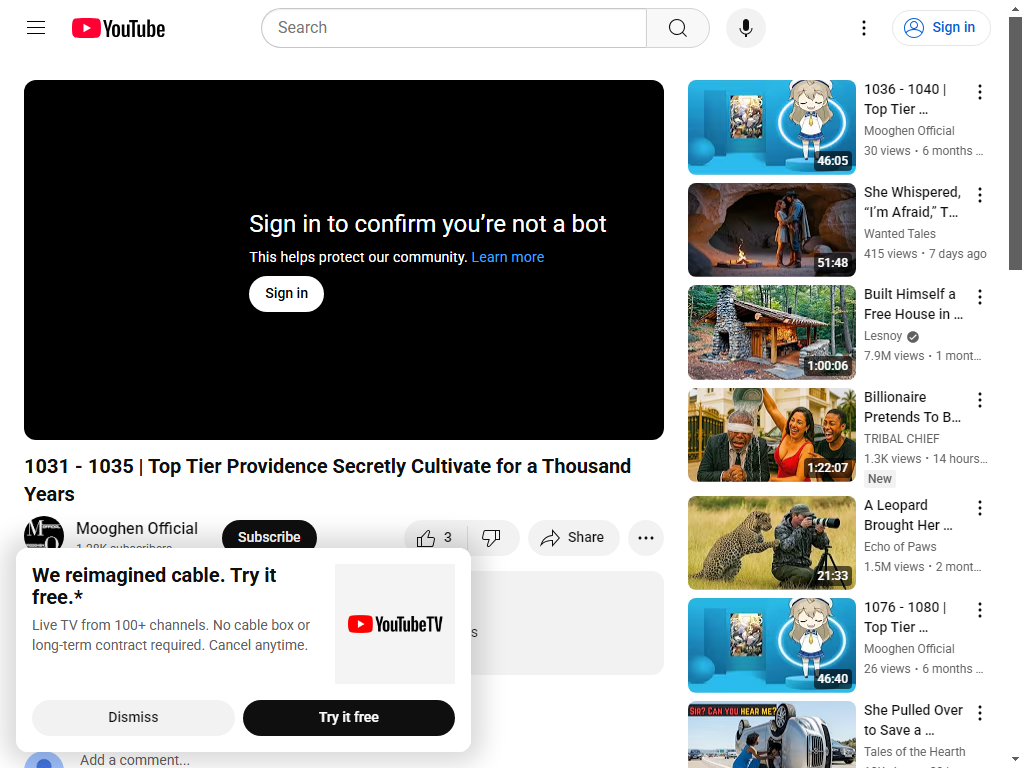 YouTube
Search
Sign in
Sign in to confirm you’re not a bot
This helps protect our community. Learn more
Sign in
1031 - 1035 | Top Tier Providence Secretly Cultivate for a Thousand
Years
Mooghen Official
Subscribe
3
Share
We reimagined cable. Try it
free.*
Live TV from 100+ channels. No cable box or
long-term contract required. Cancel anytime.
YouTubeTV
Dismiss
Try it free
Add a comment...
46:05
1036 - 1040 |
Top Tier ...
Mooghen Official
30 views • 6 months ...
51:48
She Whispered,
“I’m Afraid,” T...
Wanted Tales
415 views • 7 days ago
1:00:06
Built Himself a
Free House in ...
Lesnoy
7.9M views • 1 mont...
1:22:07
Billionaire
Pretends To B...
TRIBAL CHIEF
1.3K views • 14 hours...
New
21:33
A Leopard
Brought Her ...
Echo of Paws
1.5M views • 2 mont...
46:40
1076 - 1080 |
Top Tier ...
Mooghen Official
26 views • 6 months ...
SIR? CAN YOU HEAR ME?
She Pulled Over
to Save a ...
Tales of the Hearth